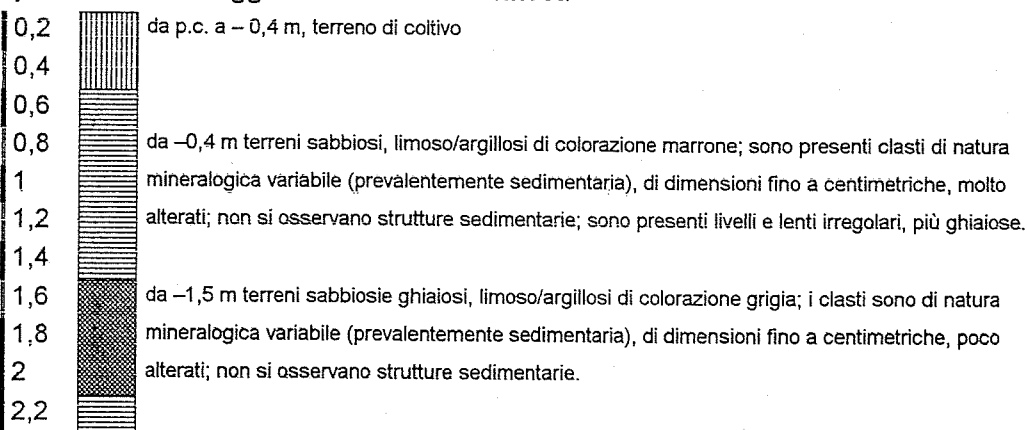 0,2 da p.c. a – 0,4 m, terreno di coltivo
0,4
0,6
0,8 da –0,4 m terreni sabbiosi, limoso/argillosi di colorazione marrone; sono presenti clasti di natura
1 mineralogica variabile (prevalentemente sedimentaria), di dimensioni fino a centimetriche, molto
1,2 alterati; non si osservano strutture sedimentarie; sono presenti livelli e lenti irregolari, più ghiaiose.
1,4
1,6 da –1,5 m terreni sabbiosie ghiaiosi, limoso/argillosi di colorazione grigia; i clasti sono di natura
1,8 mineralogica variabile (prevalentemente sedimentaria), di dimensioni fino a centimetriche, poco
2 alterati; non si osservano strutture sedimentarie.
2,2